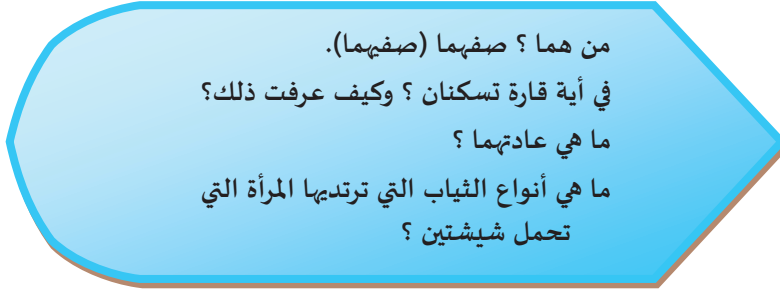 من هما ؟ صفهما (صفيهما).
في أية قارة تسكنان ؟ وكيف عرفت ذلك؟
ما هي عادتهما ؟
ما هي أنواع الثياب التي ترتديها المرأة التي
تحمل شيشتين ؟